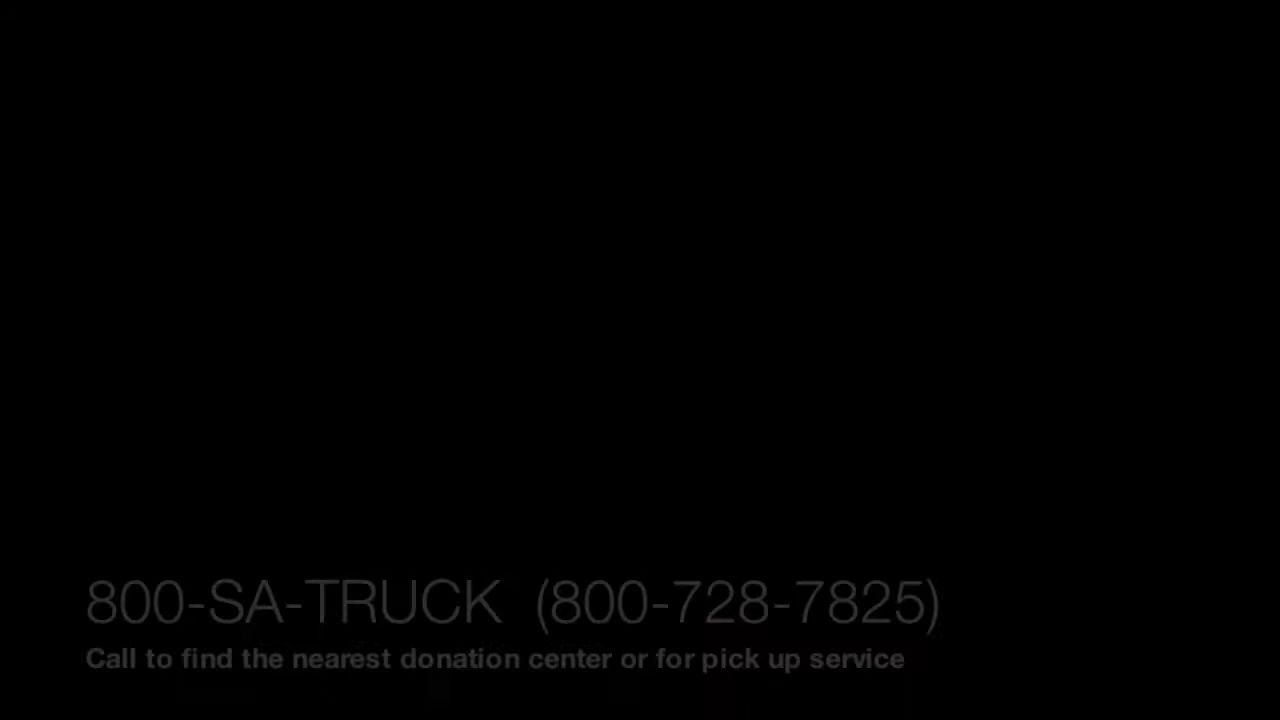 800-SA-TRUCK (800-728-7825)
Call to find the nearest donation center or for pick up service